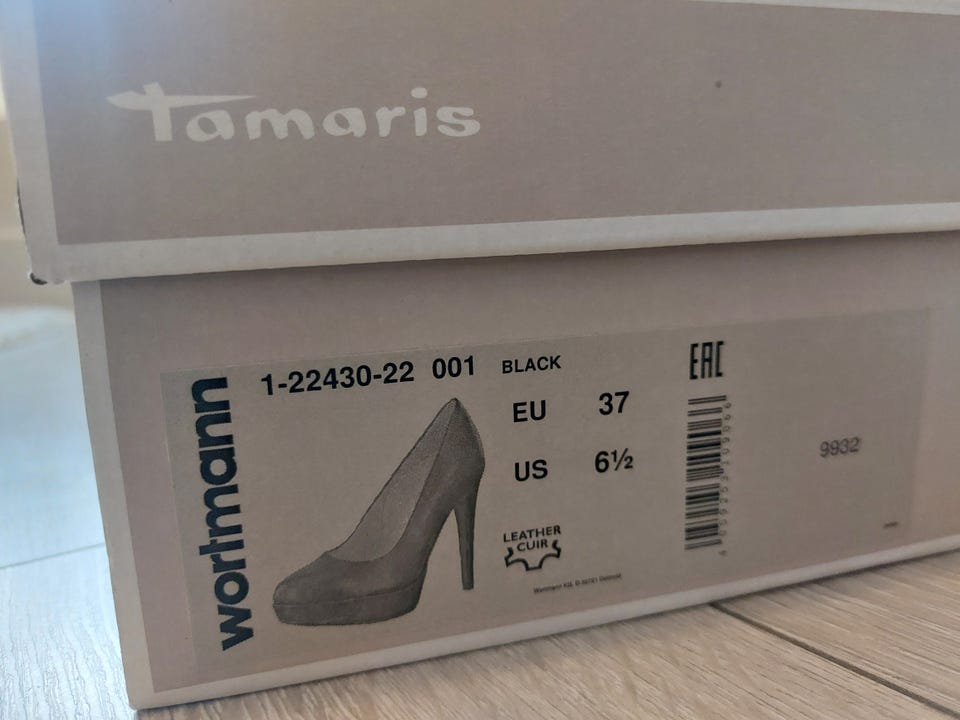 Tamaris
wortmann
1-22430-22 001 BLACK
EU 37
US 6½
LEATHER
CUIR
EAC
9932